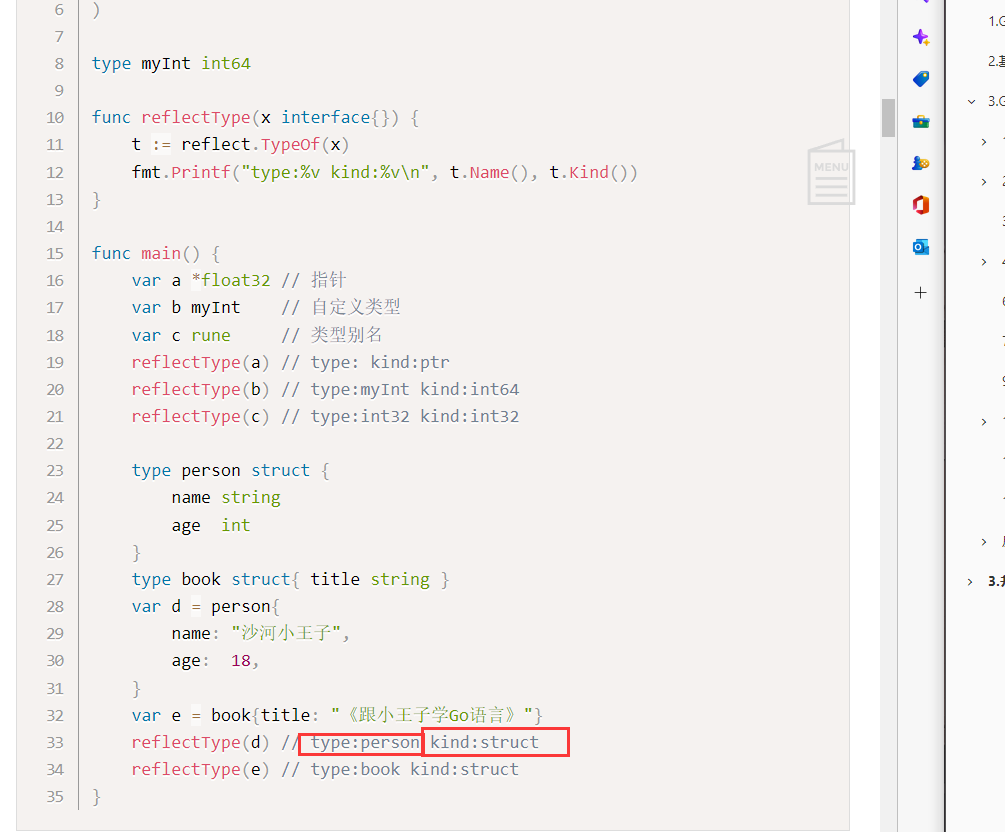 6 )
7
8 type myInt int64
9
10 func reflectType(x interface{}) {
11     t := reflect.TypeOf(x)
12     fmt.Printf("type:%v kind:%v\n", t.Name(), t.Kind())
13 }
14
15 func main() {
16     var a *float32 // 指针
17     var b myInt    // 自定义类型
18     var c rune     // 类型别名
19     reflectType(a) // type: kind:ptr
20     reflectType(b) // type:myInt kind:int64
21     reflectType(c) // type:int32 kind:int32
22
23     type person struct {
24         name string
25         age  int
26     }
27     type book struct{ title string }
28     var d = person{
29         name: "沙河小王子",
30         age:  18,
31     }
32     var e = book{title: "《跟小王子学Go语言》"}
33     reflectType(d) // type:person kind:struct
34     reflectType(e) // type:book kind:struct
35 }
MENU
1.G
2.
3.G
3.